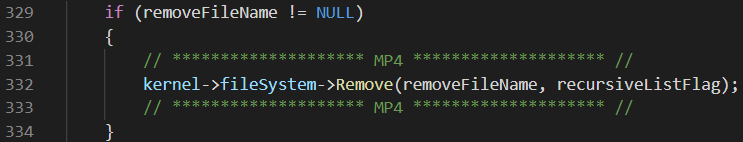 329 if (removeFileName != NULL)
330 {
331 // ******************** MP4 ******************** //
332 kernel->fileSystem->Remove(removeFileName, recursiveListFlag);
333 // ******************** MP4 ******************** //
334 }